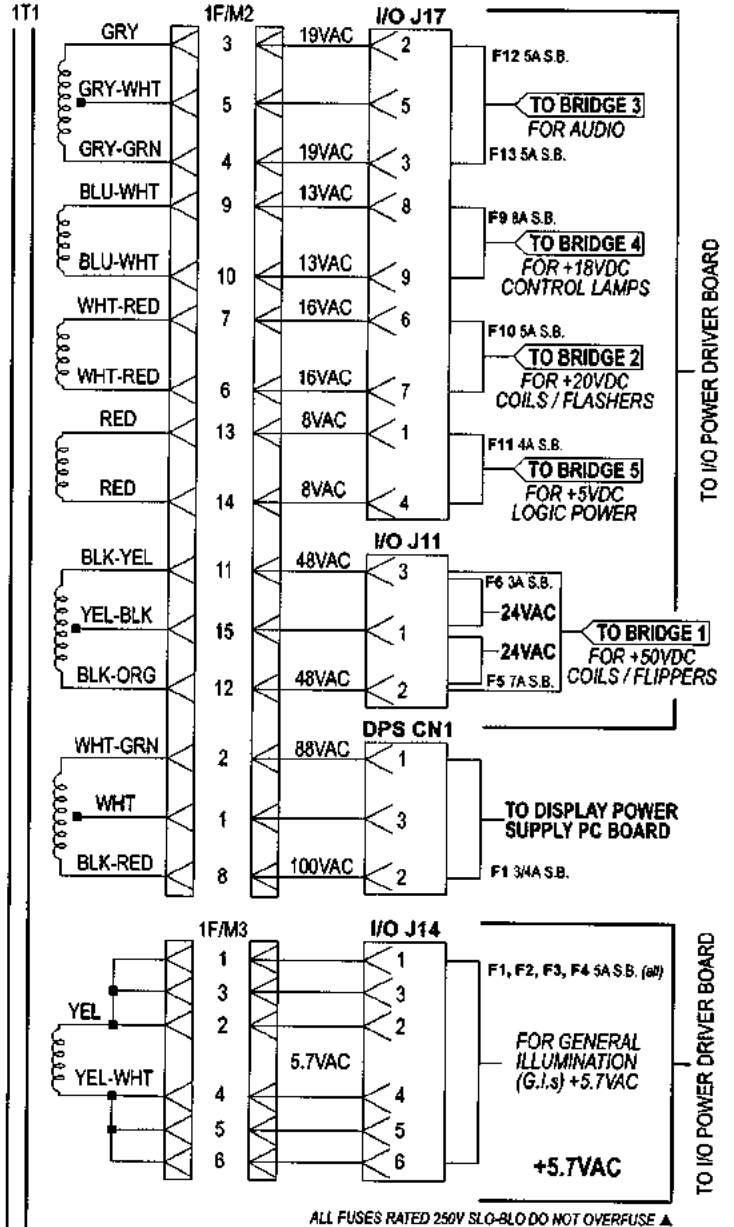 1T1 1F/M2 I/O J17
GRY 3 19VAC 2
F12 5A S.B.
GRY-WHT 5 5 TO BRIDGE 3
FOR AUDIO
GRY-GRN 4 19VAC 3 F13 5A S.B.
BLU-WHT 9 13VAC 8
F9 8A S.B.
TO BRIDGE 4
BLU-WHT 10 13VAC 9 FOR +18VDC
CONTROL LAMPS
WHT-RED 7 16VAC 6
F10 5A S.B.
TO BRIDGE 2
WHT-RED 6 16VAC 7 FOR +20VDC
COILS / FLASHERS
RED 13 8VAC 1
F11 4A S.B.
TO BRIDGE 5
RED 14 8VAC 4 FOR +5VDC
LOGIC POWER
TO I/O POWER DRIVER BOARD
I/O J11
BLK-YEL 11 48VAC 3
F6 3A S.B.
24VAC
YEL-BLK 15 1 TO BRIDGE 1
24VAC FOR +50VDC
COILS / FLIPPERS
BLK-ORG 12 48VAC 2 F5 7A S.B.
DPS CN1
WHT-GRN 2 88VAC 1
WHT 1 3 TO DISPLAY POWER
SUPPLY PC BOARD
BLK-RED 8 100VAC 2 F1 3/4A S.B.
1F/M3 I/O J14
1 1 F1, F2, F3, F4 5A S.B. (all)
3 3
YEL 2 2
5.7VAC FOR GENERAL
ILLUMINATION
(G.I.s) +5.7VAC
YEL-WHT 4 4
5 5
6 6 +5.7VAC
TO I/O POWER DRIVER BOARD
ALL FUSES RATED 250V SLO-BLO DO NOT OVERFUSE ▲